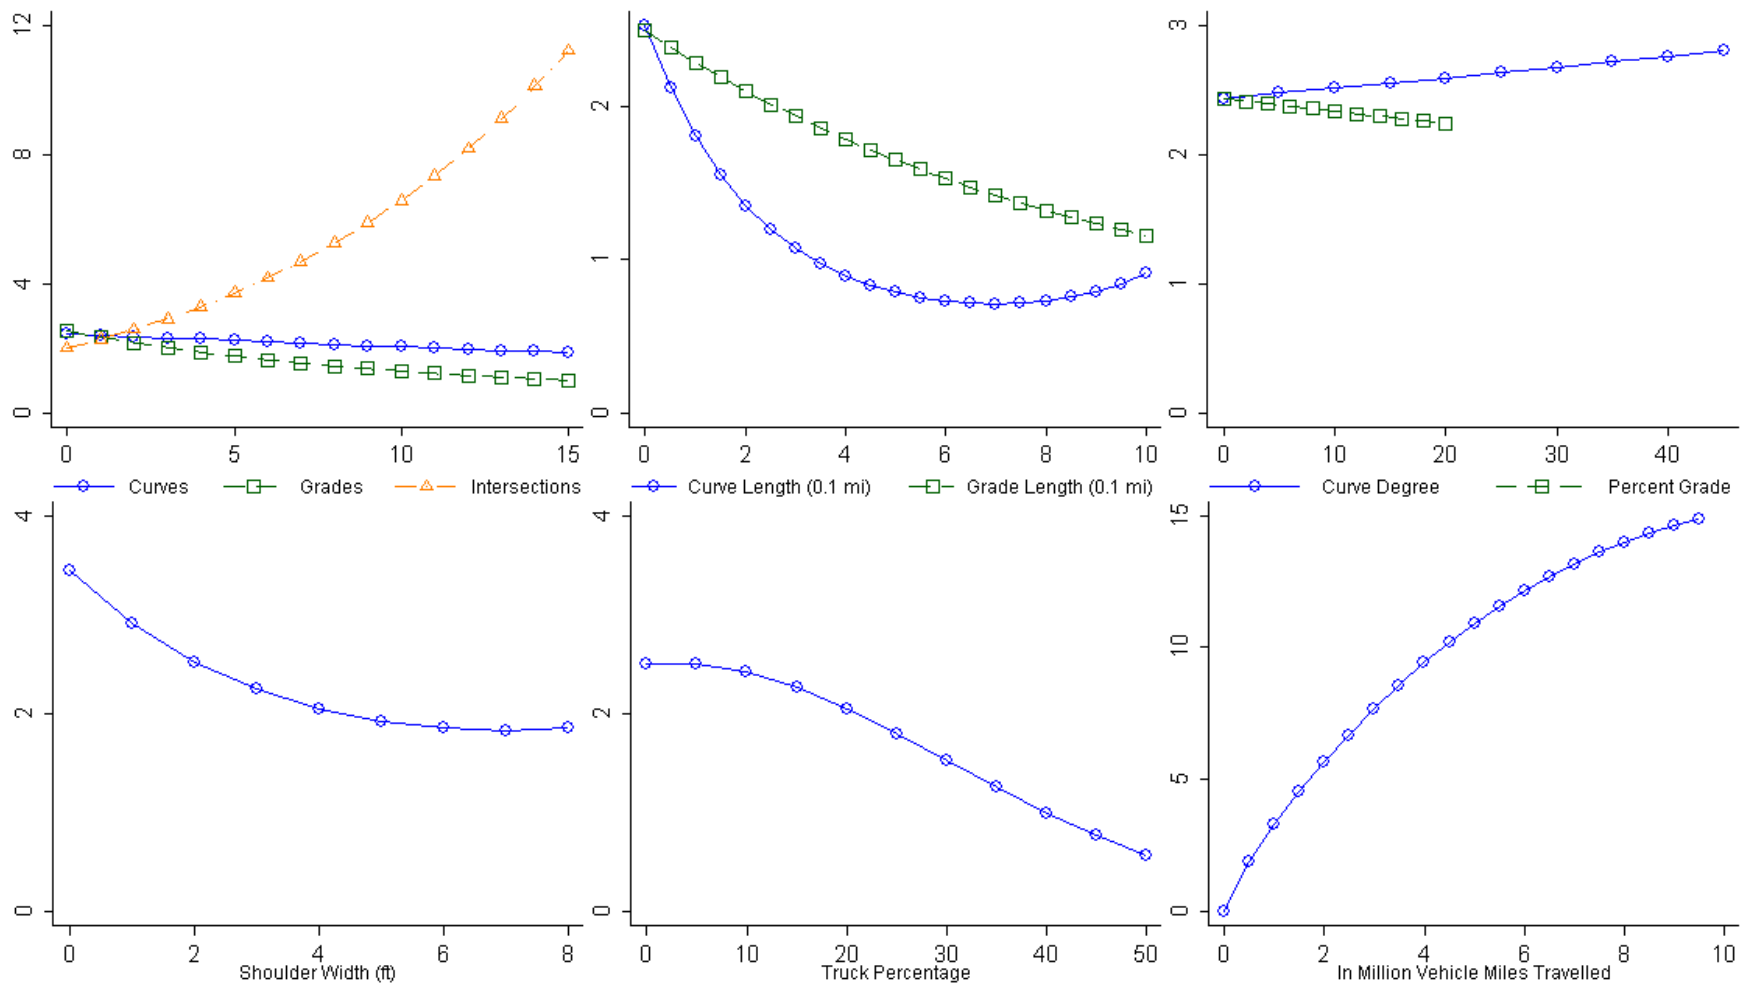 12
8
4
0
0 5 10 15
Curves Grades Intersections
2
1
0
0 2 4 6 8 10
Curve Length (0.1 mi) Grade Length (0.1 mi)
3
2
1
0
0 10 20 30 40
Curve Degree Percent Grade
4
2
0
0 2 4 6 8
Shoulder Width (ft)
4
2
0
0 10 20 30 40 50
Truck Percentage
15
10
5
0
0 2 4 6 8 10
In Million Vehicle Miles Travelled